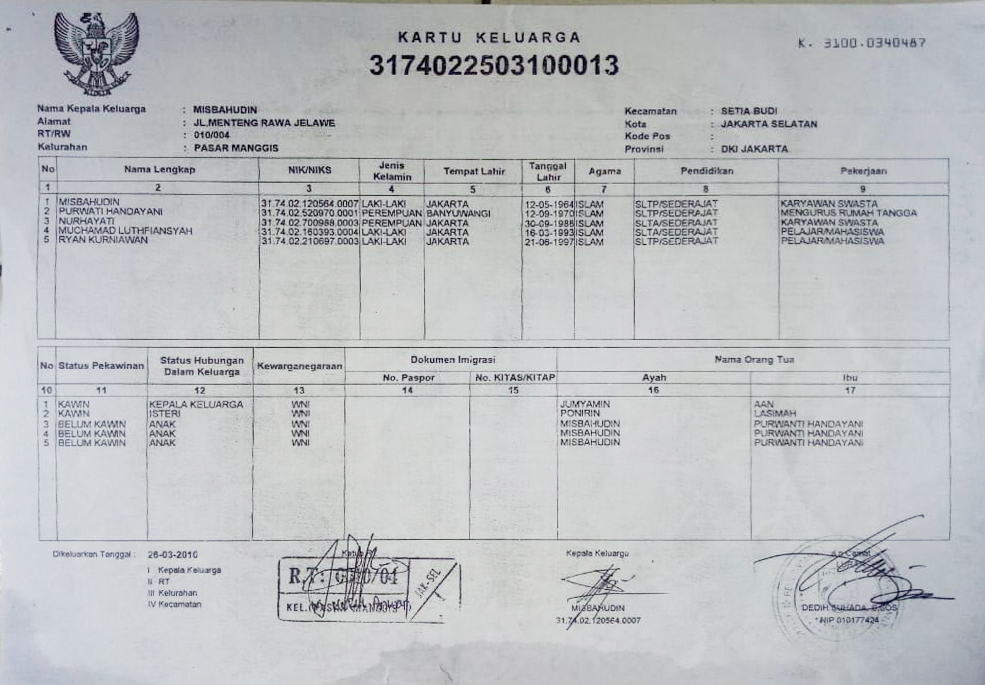 KARTU KELUARGA
K. 3100.0340487
3174022503100013
Nama Kepala Keluarga : MISBAHUDIN
Alamat : JL.MENTENG RAWA JELAWE
RT/RW : 010/004
Kelurahan : PASAR MANGGIS
Kecamatan : SETIA BUDI
Kota : JAKARTA SELATAN
Kode Pos :
Provinsi : DKI JAKARTA
No Nama Lengkap NIK/NIKS Jenis Kelamin Tempat Lahir Tanggal Lahir Agama Pendidikan Pekerjaan
1 2 3 4 5 6 7 8 9
1 MISBAHUDIN 31.74.02.120564.0007 LAKI-LAKI JAKARTA 12-05-1964 ISLAM SLTP/SEDERAJAT KARYAWAN SWASTA
2 PURWATI HANDAYANI 31.74.02.520970.0001 PEREMPUAN BANYUWANGI 12-09-1970 ISLAM SLTP/SEDERAJAT MENGURUS RUMAH TANGGA
3 NURHAYATI 31.74.02.700988.0003 PEREMPUAN JAKARTA 30-09-1988 ISLAM SLTA/SEDERAJAT KARYAWAN SWASTA
4 MUCHAMAD LUTHFIANSYAH 31.74.02.160393.0004 LAKI-LAKI JAKARTA 16-03-1993 ISLAM SLTA/SEDERAJAT PELAJAR/MAHASISWA
5 RYAN KURNIAWAN 31.74.02.210697.0003 LAKI-LAKI JAKARTA 21-06-1997 ISLAM SLTP/SEDERAJAT PELAJAR/MAHASISWA
No Status Pekawinan Status Hubungan Dalam Keluarga Kewarganegaraan Dokumen Imigrasi Nama Orang Tua
No. Paspor No. KITAS/KITAP Ayah Ibu
10 11 12 13 14 15 16 17
1 KAWIN KEPALA KELUARGA WNI JUMYAMIN AAN
2 KAWIN ISTERI WNI PONIRIN LASIMAH
3 BELUM KAWIN ANAK WNI MISBAHUDIN PURWANTI HANDAYANI
4 BELUM KAWIN ANAK WNI MISBAHUDIN PURWANTI HANDAYANI
5 BELUM KAWIN ANAK WNI MISBAHUDIN PURWANTI HANDAYANI
Dikeluarkan Tanggal : 26-03-2010
I Kepala Keluarga
II RT
III Kelurahan
IV Kecamatan
R.T: 04
JAK-SEL
KEL.
Kepala Keluarga
MISBAHUDIN
31.74.02.120564.0007
Camat
DEDIH SUHADA, S.SOS
NIP 010177424